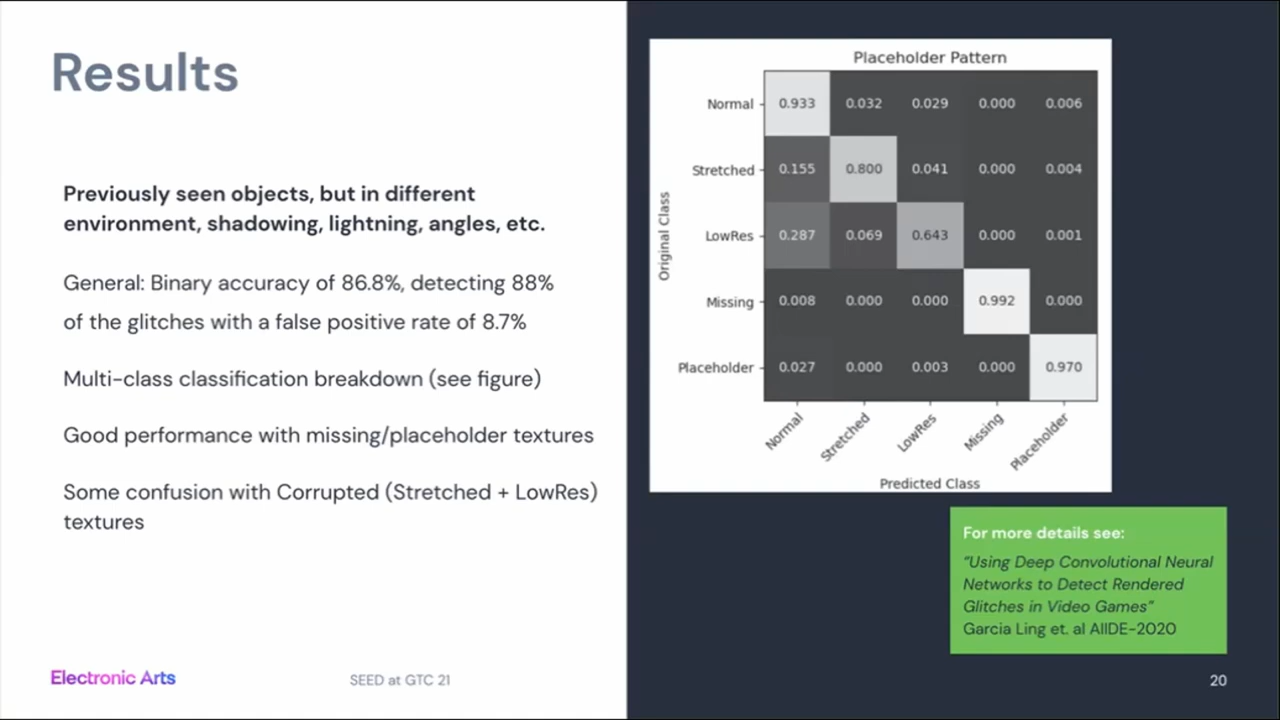 Results
Previously seen objects, but in different
environment, shadowing, lightning, angles, etc.
General: Binary accuracy of 86.8%, detecting 88%
of the glitches with a false positive rate of 8.7%
Multi-class classification breakdown (see figure)
Good performance with missing/placeholder textures
Some confusion with Corrupted (Stretched + LowRes)
textures
Placeholder Pattern
Original Class
Normal 0.933 0.032 0.029 0.000 0.006
Stretched 0.155 0.800 0.041 0.000 0.004
LowRes 0.287 0.069 0.643 0.000 0.001
Missing 0.008 0.000 0.000 0.992 0.000
Placeholder 0.027 0.000 0.003 0.000 0.970
Normal Stretched LowRes Missing Placeholder
Predicted Class
For more details see:
"Using Deep Convolutional Neural
Networks to Detect Rendered
Glitches in Video Games"
Garcia Ling et. al AIIDE-2020
Electronic Arts
SEED at GTC 21
20